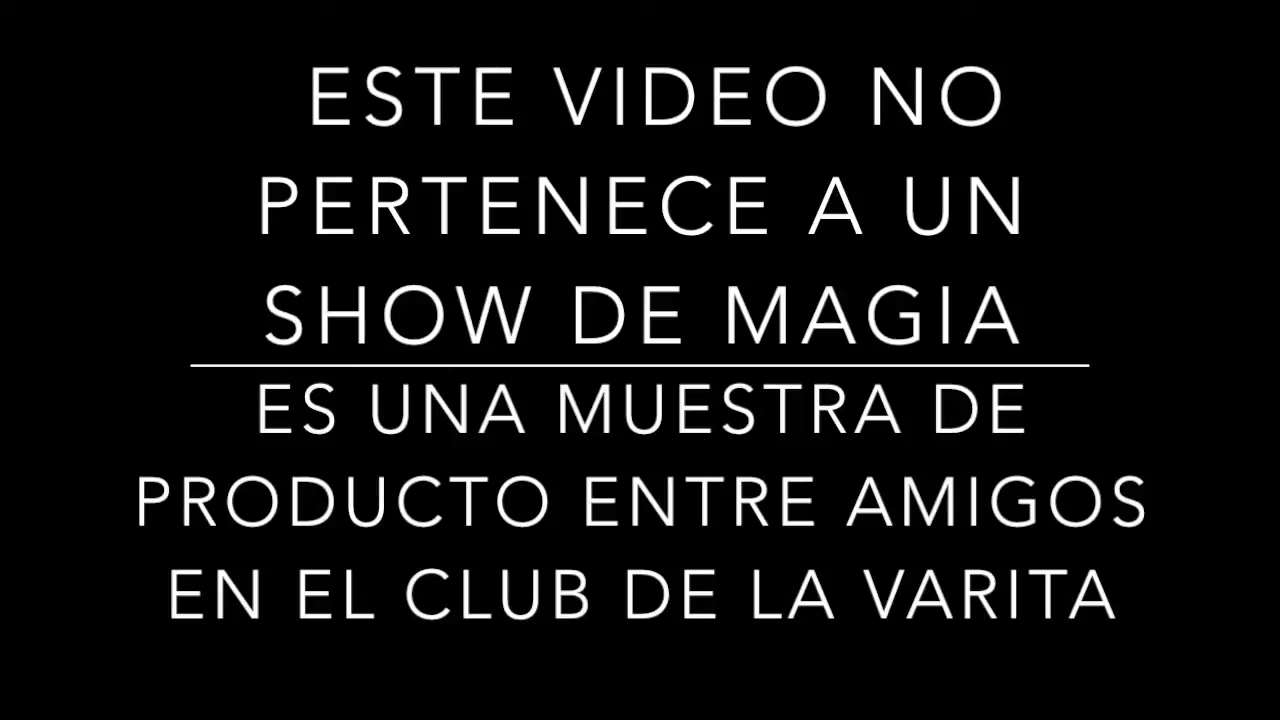 ESTE VIDEO NO
PERTENECE A UN
SHOW DE MAGIA
ES UNA MUESTRA DE
PRODUCTO ENTRE AMIGOS
EN EL CLUB DE LA VARITA